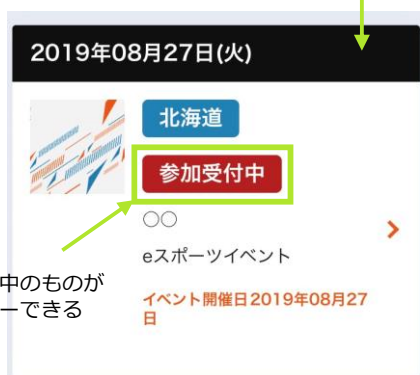 2019年08月27日(火)
北海道
参加受付中
○○
eスポーツイベント
中のものが
ーできる
イベント開催日2019年08月27
日